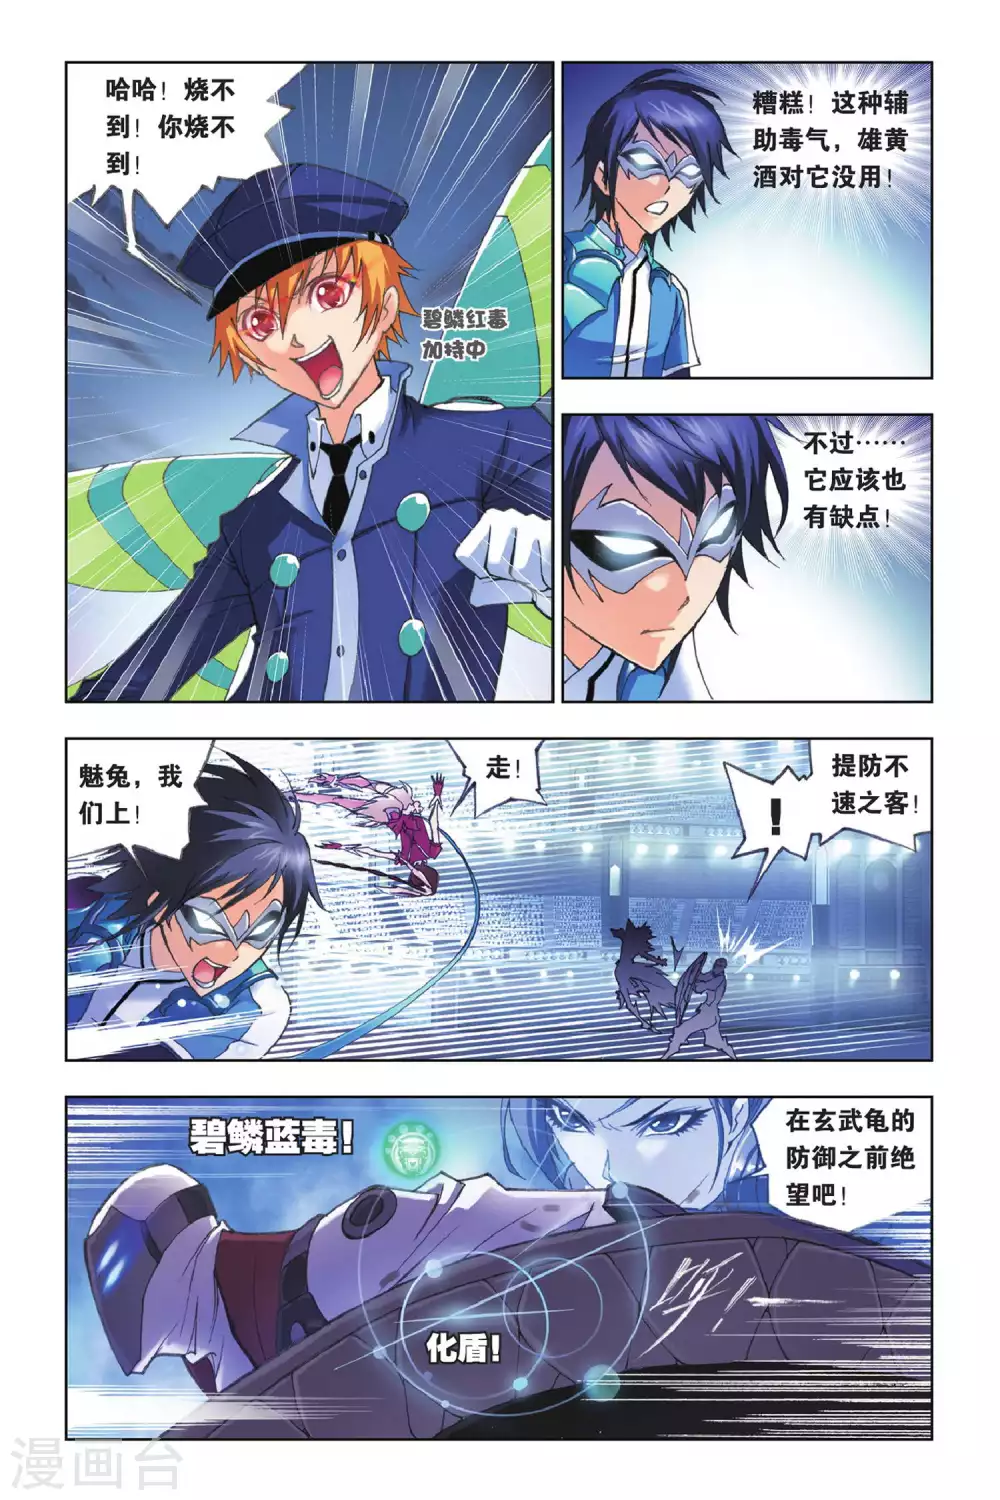 哈哈！烧不
到！你烧不
到！
碧鳞红毒
加持中
糟糕！这种辅
助毒气，雄黄
酒对它没用！
不过……
它应该也
有缺点！
魅兔，我
们上！
走！
！
提防不
速之客！
碧鳞蓝毒！
在玄武龟的
防御之前绝
望吧！
呼！
化盾！
漫画台